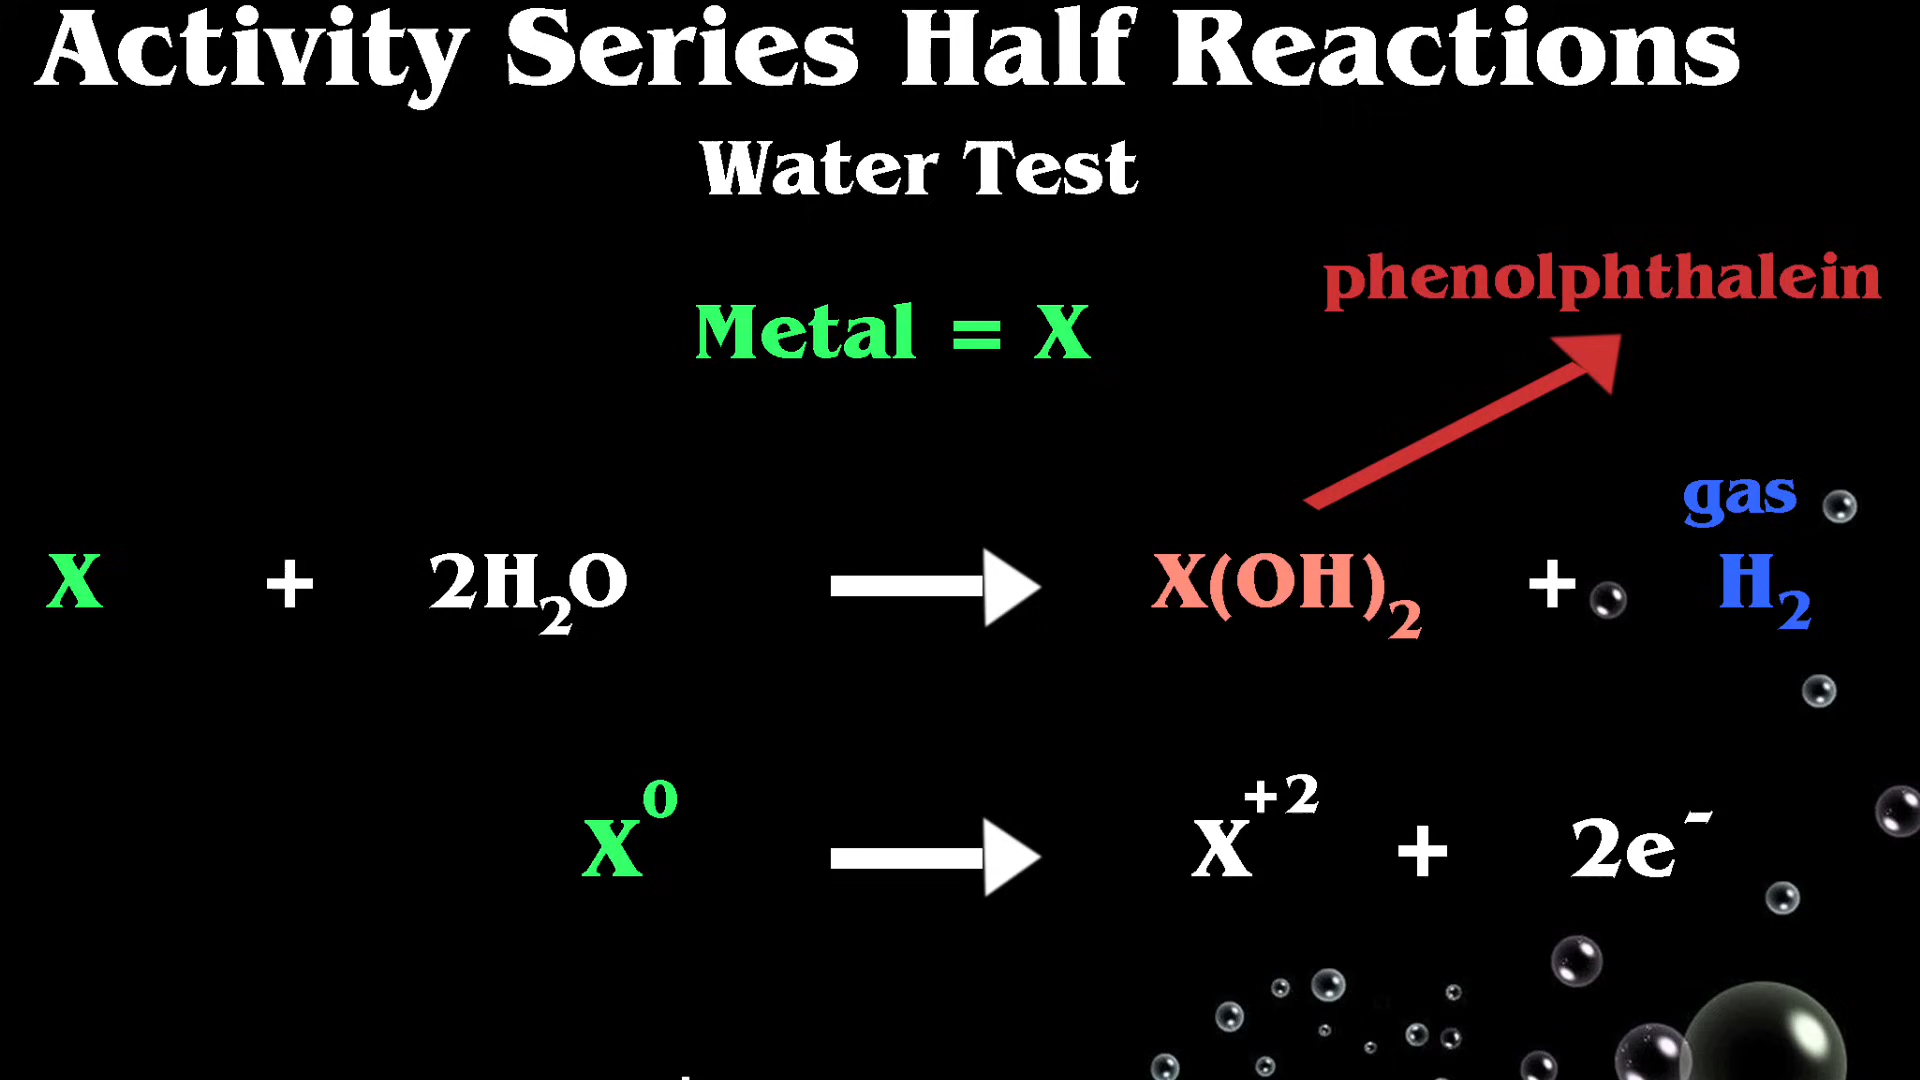 Activity Series Half Reactions
Water Test
phenolphthalein
Metal = X
gas
X + 2H₂O → X(OH)₂ + H₂
X⁰ → X⁺² + 2e⁻